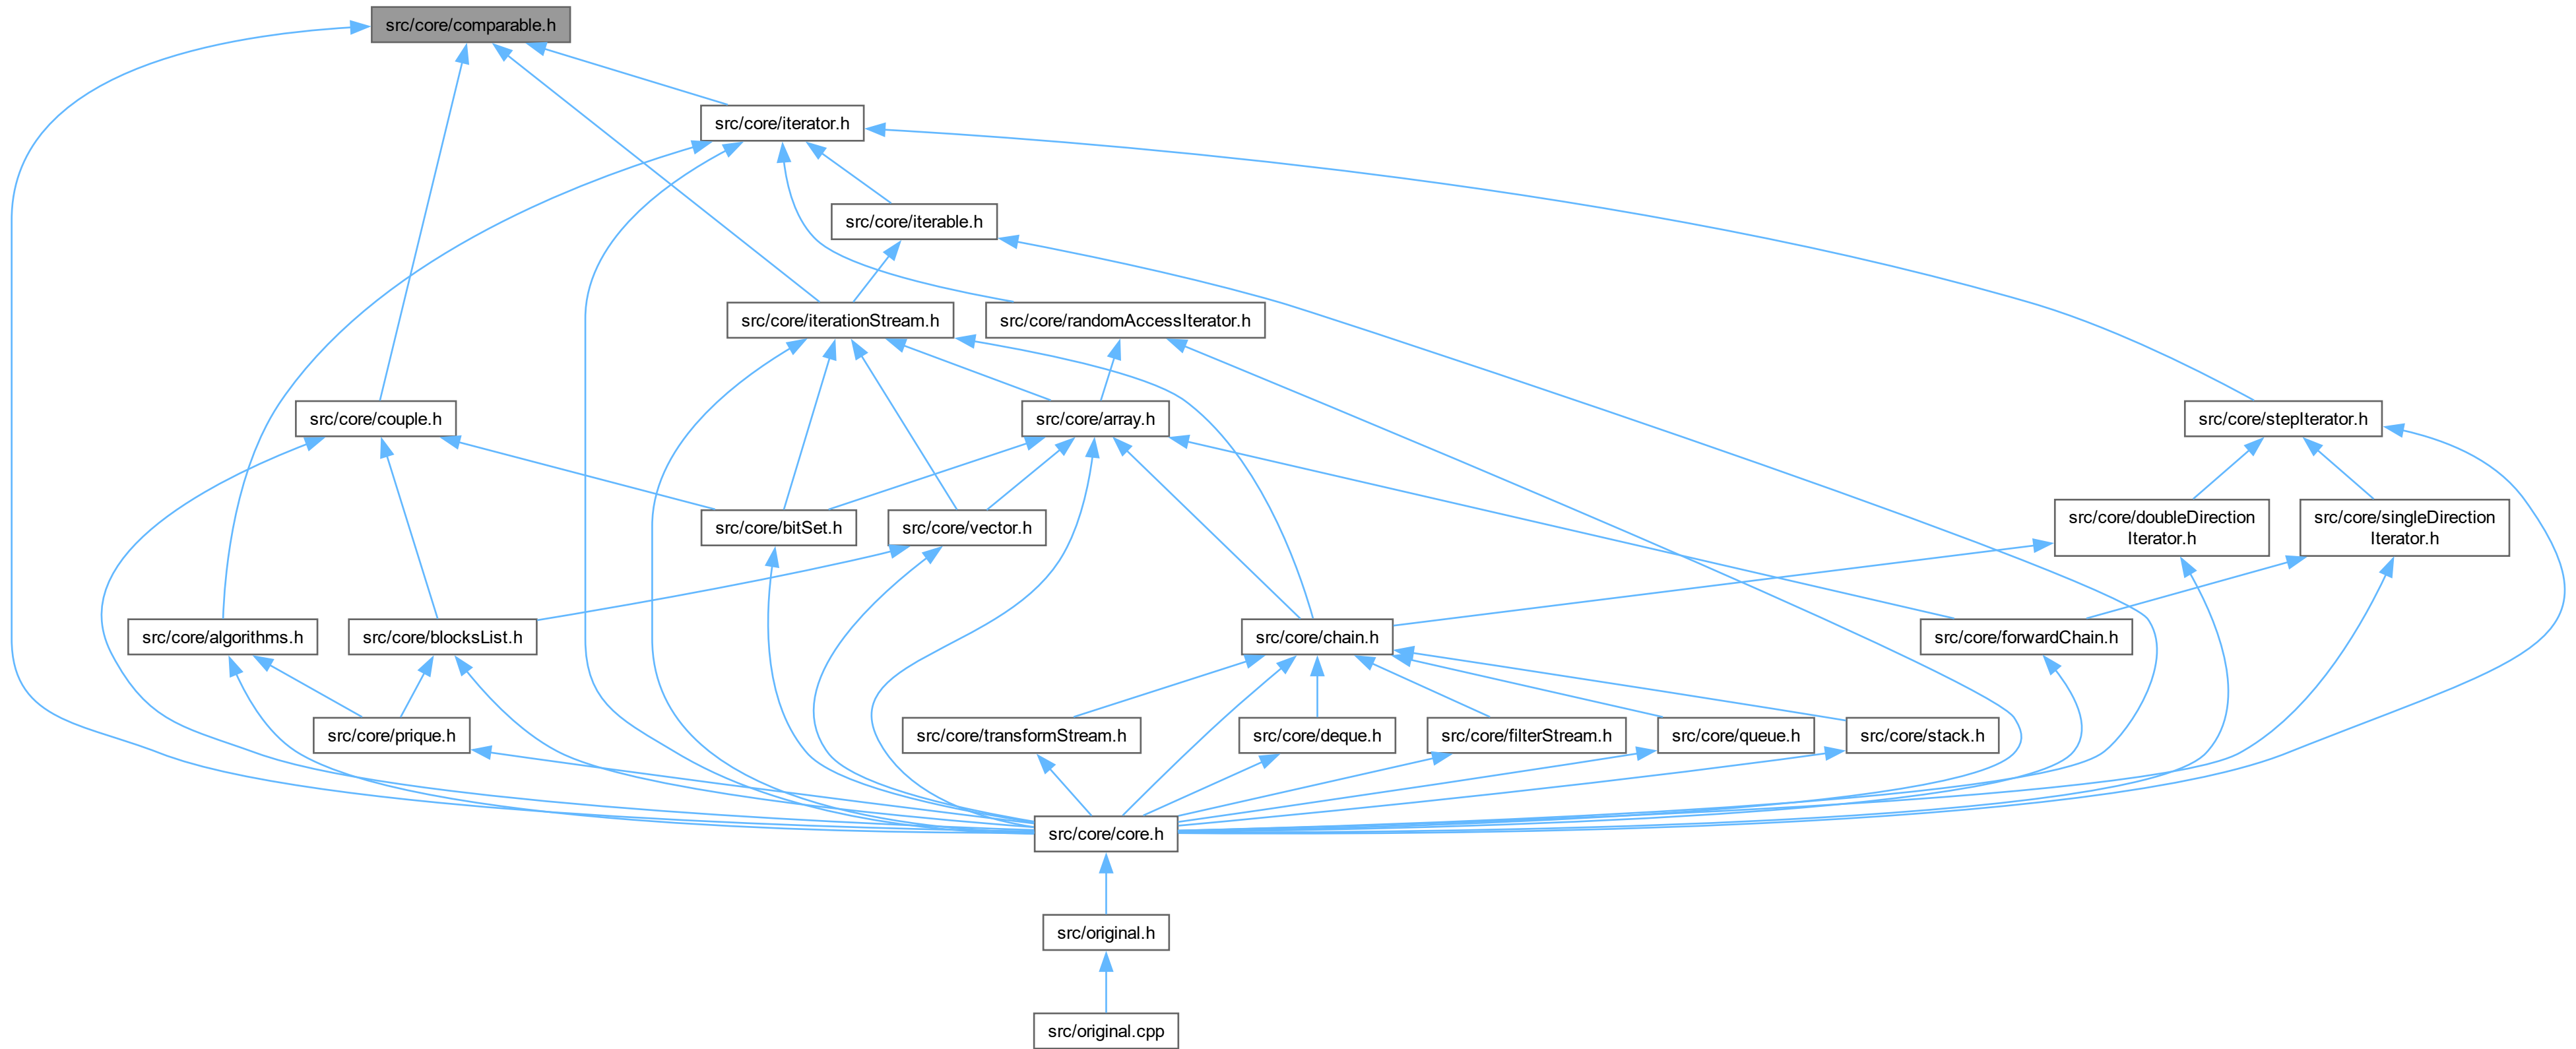 src/core/comparable.h
src/core/iterator.h
src/core/iterable.h
src/core/iterationStream.h
src/core/randomAccessIterator.h
src/core/couple.h
src/core/array.h
src/core/stepIterator.h
src/core/bitSet.h
src/core/vector.h
src/core/doubleDirection
Iterator.h
src/core/singleDirection
Iterator.h
src/core/algorithms.h
src/core/blocksList.h
src/core/chain.h
src/core/forwardChain.h
src/core/prique.h
src/core/transformStream.h
src/core/deque.h
src/core/filterStream.h
src/core/queue.h
src/core/stack.h
src/core/core.h
src/original.h
src/original.cpp